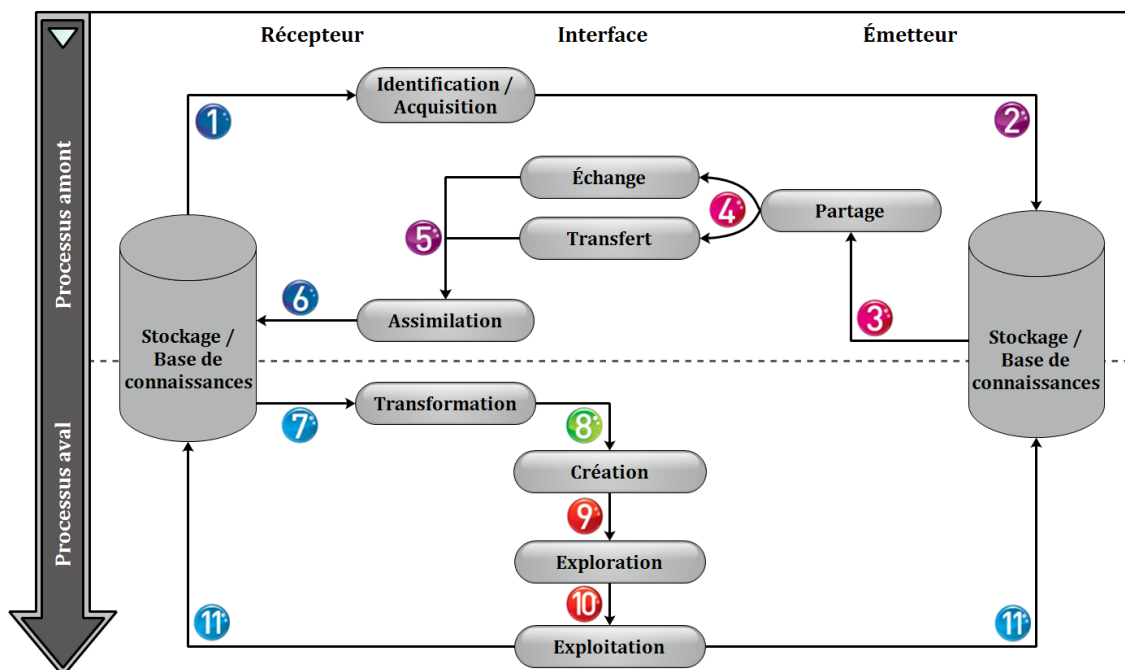 Récepteur
Interface
Émetteur
Processus amont
Processus aval
Identification /
Acquisition
1
2
Échange
4
Partage
Transfert
5
6
Assimilation
3
Stockage /
Base de
connaissances
Stockage /
Base de
connaissances
Transformation
7
8
Création
9
Exploration
10
Exploitation
11
11